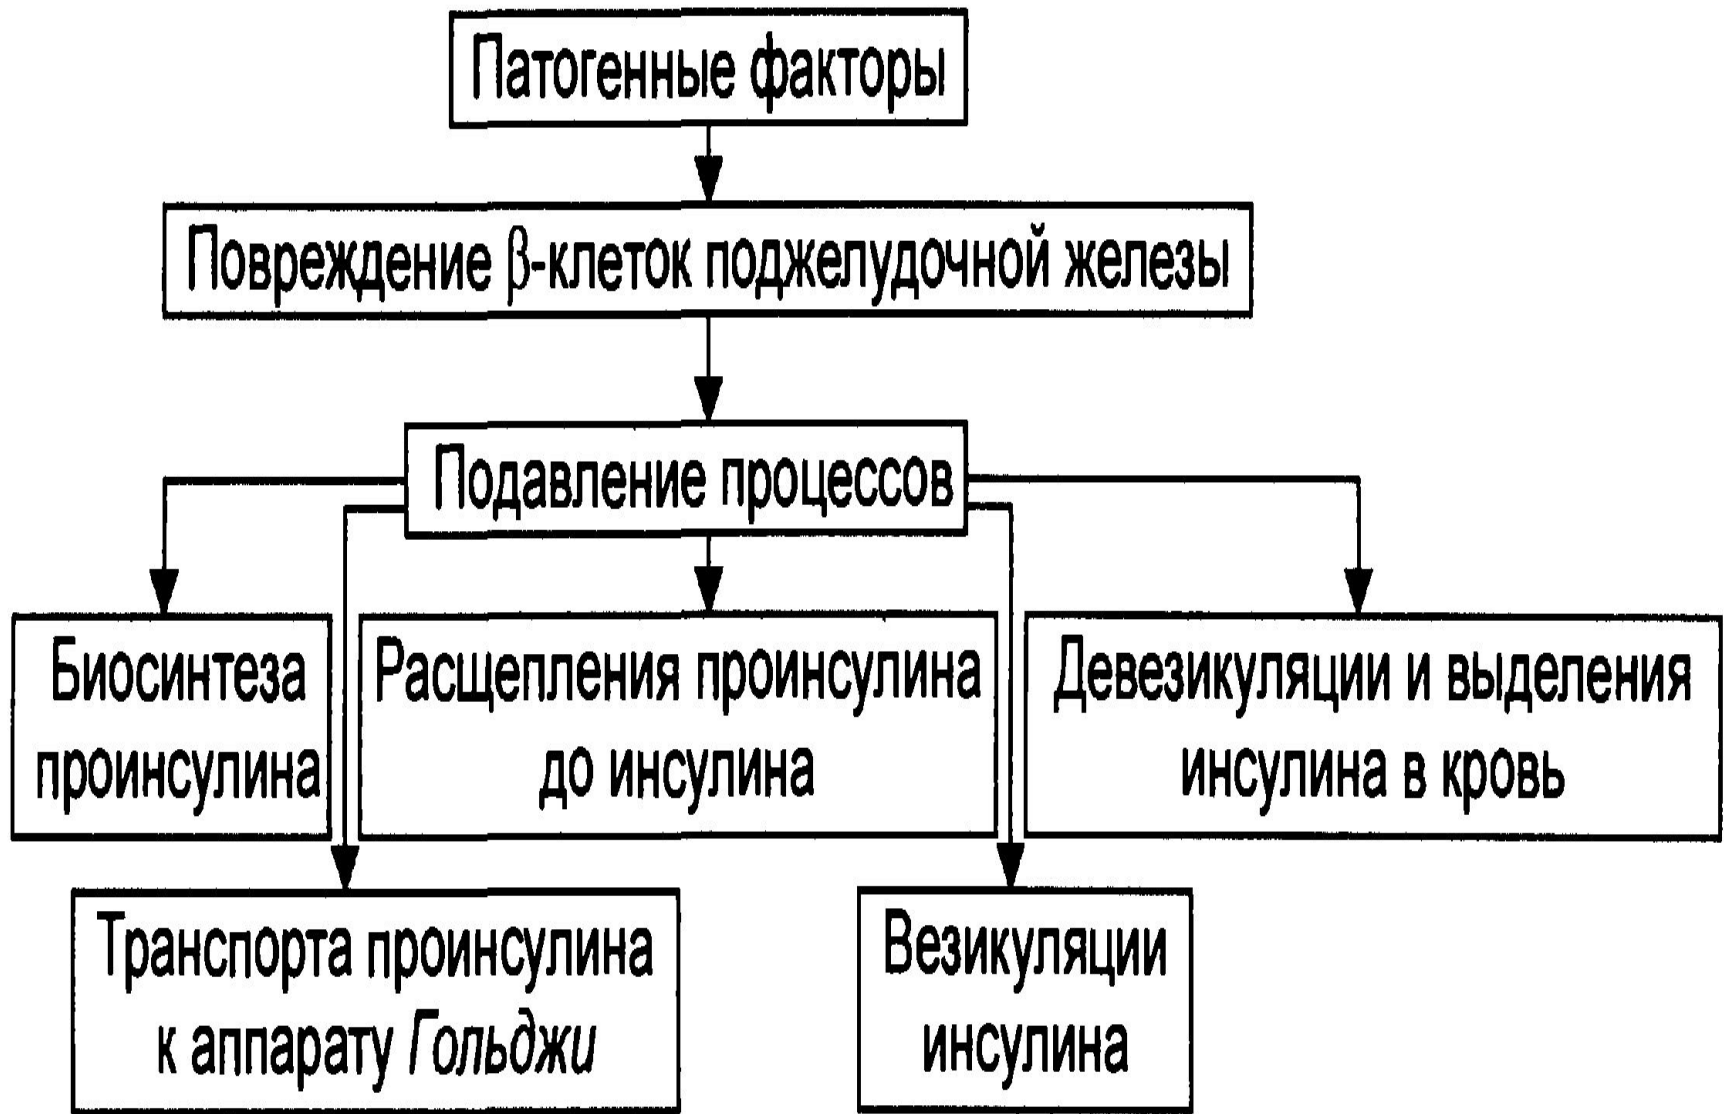 Патогенные факторы
Повреждение β-клеток поджелудочной железы
Подавление процессов
Биосинтеза
проинсулина
Расщепления проинсулина
до инсулина
Девезикуляции и выделения
инсулина в кровь
Транспорта проинсулина
к аппарату Гольджи
Везикуляции
инсулина